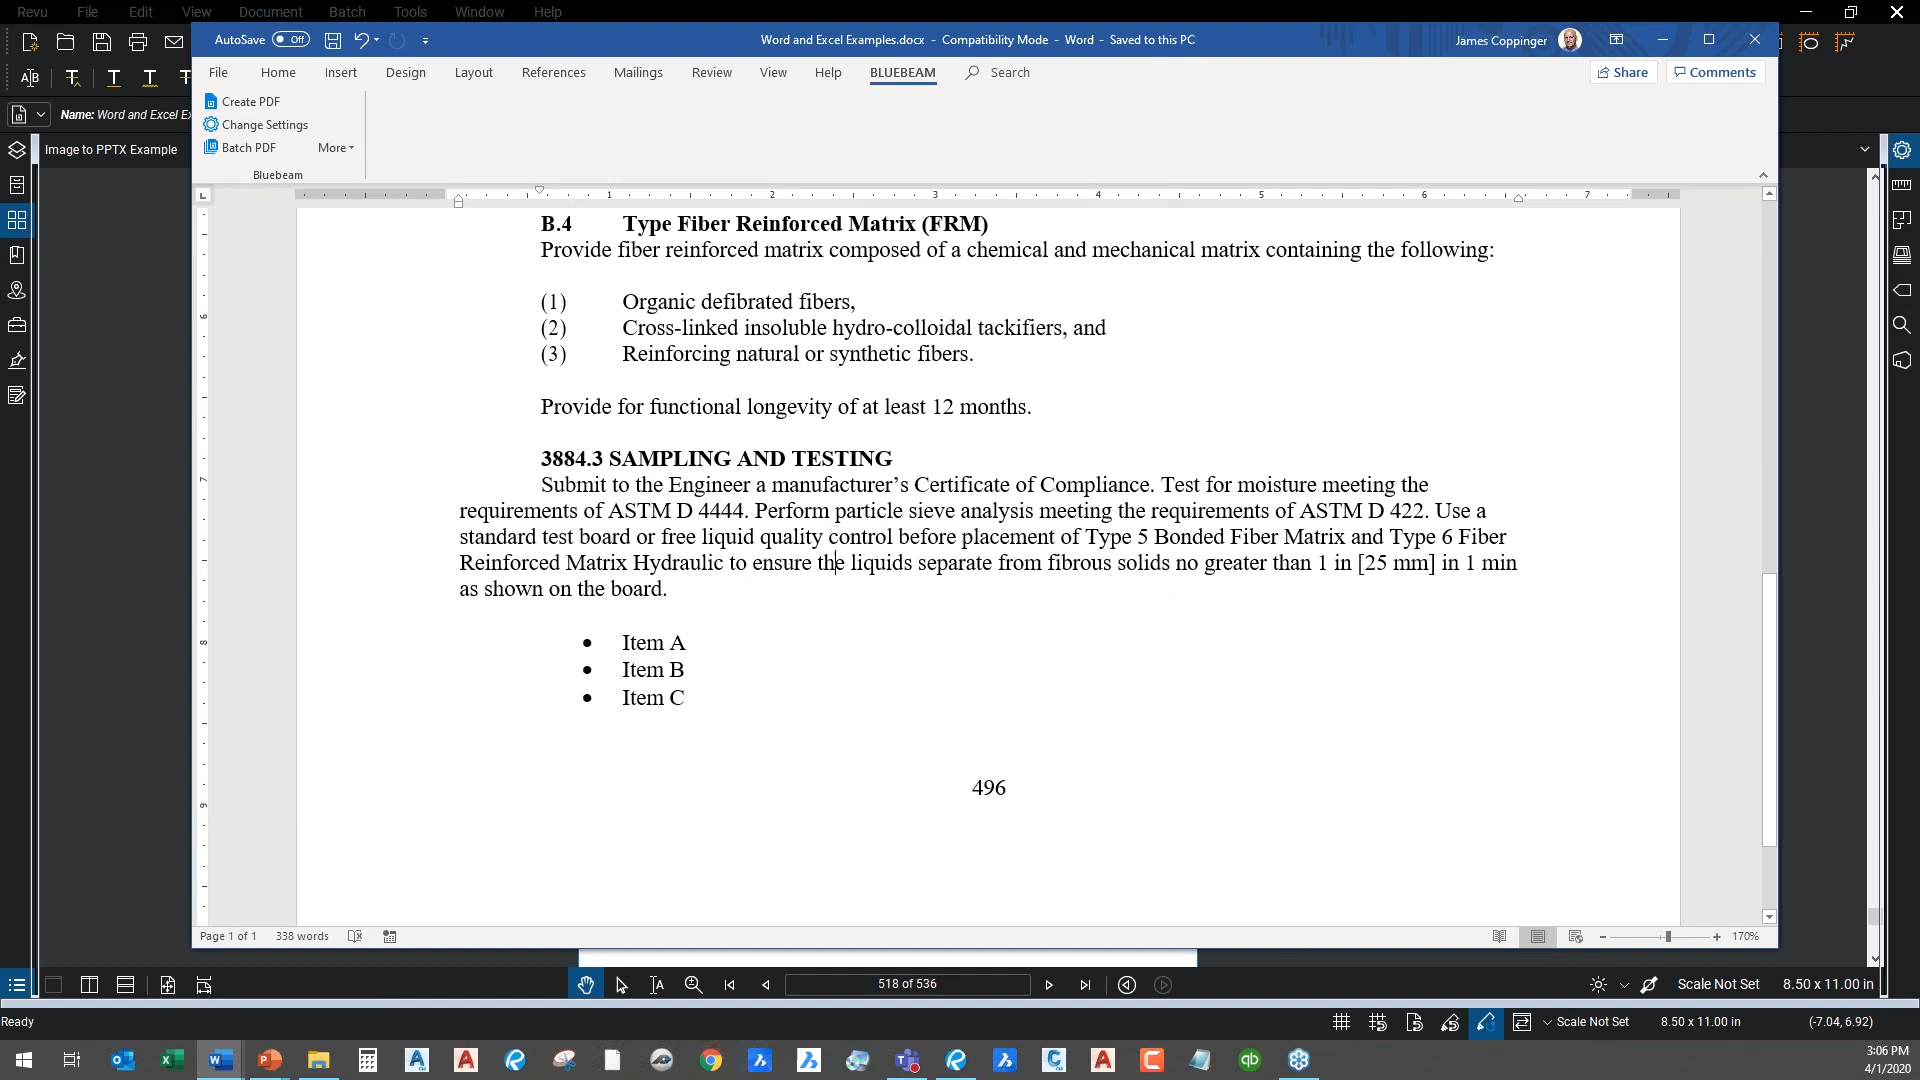 Revu File Edit View Document Batch Tools Window Help
AutoSave Off
Word and Excel Examples.docx - Compatibility Mode - Word - Saved to this PC
James Coppinger
File Home Insert Design Layout References Mailings Review View Help BLUEBEAM Search
Share Comments
Create PDF
Change Settings
Batch PDF More
Bluebeam
Name: Word and Excel Ex
Image to PPTX Example
1 2 3 4 5 6 7
B.4 Type Fiber Reinforced Matrix (FRM)
Provide fiber reinforced matrix composed of a chemical and mechanical matrix containing the following:
(1) Organic defibrated fibers,
(2) Cross-linked insoluble hydro-colloidal tackifiers, and
(3) Reinforcing natural or synthetic fibers.
Provide for functional longevity of at least 12 months.
3884.3 SAMPLING AND TESTING
Submit to the Engineer a manufacturer’s Certificate of Compliance. Test for moisture meeting the
requirements of ASTM D 4444. Perform particle sieve analysis meeting the requirements of ASTM D 422. Use a
standard test board or free liquid quality control before placement of Type 5 Bonded Fiber Matrix and Type 6 Fiber
Reinforced Matrix Hydraulic to ensure the liquids separate from fibrous solids no greater than 1 in [25 mm] in 1 min
as shown on the board.
• Item A
• Item B
• Item C
496
Page 1 of 1 338 words
170%
518 of 536
Scale Not Set 8.50 x 11.00 in
Ready
Scale Not Set 8.50 x 11.00 in (-7.04, 6.92)
3:06 PM
4/1/2020